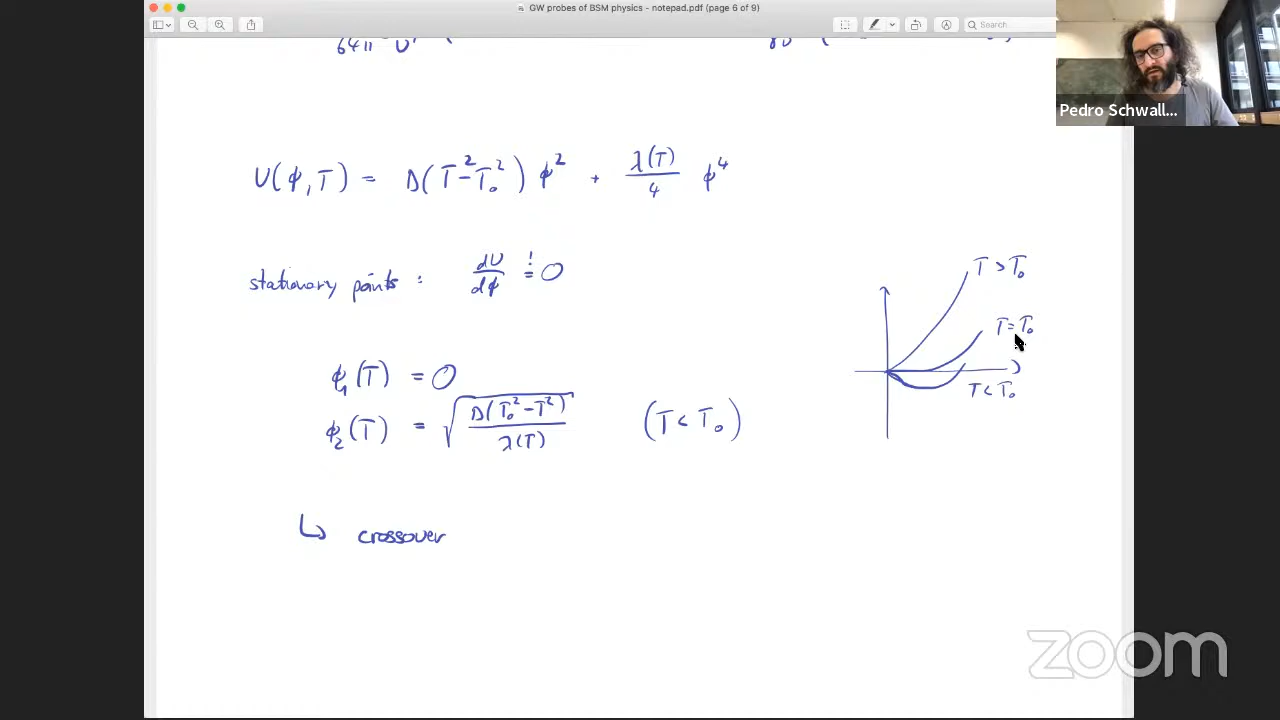 GW probes of BSM physics - notepad.pdf (page 6 of 9)
Search
Pedro Schwall...
64π
U(φ,T) = D(T² - T₀²) φ² + λ(T)/4 φ⁴
stationary points : dU/dφ != 0
T > T₀
T = T₀
T < T₀
φ₁(T) = 0
φ₂(T) = √(D(T₀² - T²)/λ(T)) (T < T₀)
↳ crossover
zoom